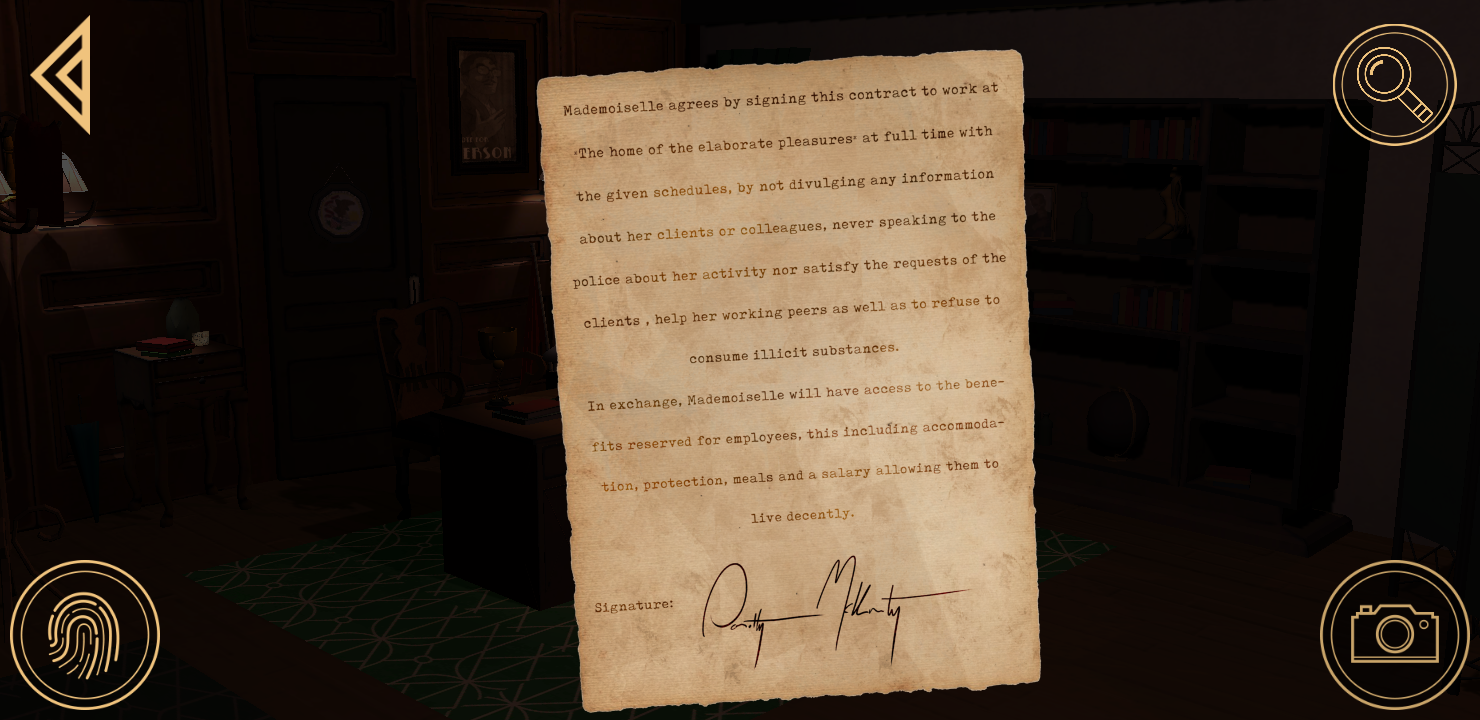 Mademoiselle agrees by signing this contract to work at
"The home of the elaborate pleasures" at full time with
the given schedules, by not divulging any information
about her clients or colleagues, never speaking to the
police about her activity nor satisfy the requests of the
clients , help her working peers as well as to refuse to
consume illicit substances.
In exchange, Mademoiselle will have access to the bene-
fits reserved for employees, this including accommoda-
tion, protection, meals and a salary allowing them to
live decently.
Signature: